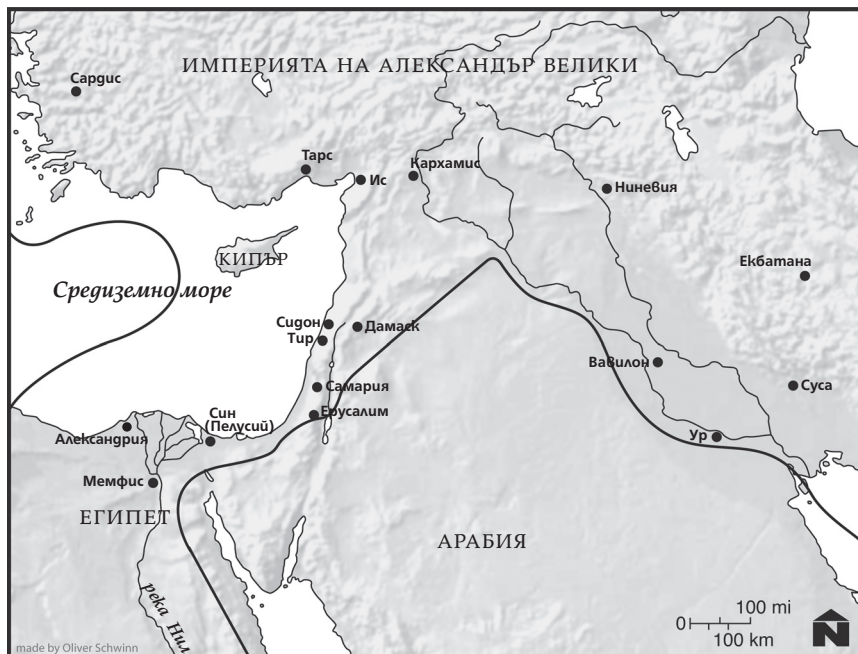 ИМПЕРИЯТА НА АЛЕКСАНДЪР ВЕЛИКИ
Сардис
Тарс
Ис
Кархамис
Ниневия
КИПЪР
Екбатана
Средиземно море
Сидон
Тир
Дамаск
Вавилон
Суса
Самария
Ерусалим
Син
(Пелусий)
Александрия
Ур
Мемфис
ЕГИПЕТ
АРАБИЯ
река Нил
100 mi
0
100 km
N
made by Oliver Schwinn